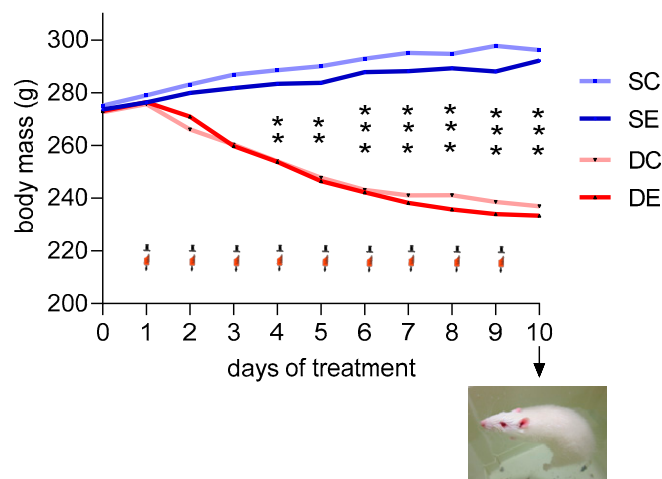 body mass (g)
300
280
260
240
220
200
* * * * * * *
* * * * * * *
* * * * *
0 1 2 3 4 5 6 7 8 9 10
days of treatment
SC
SE
DC
DE